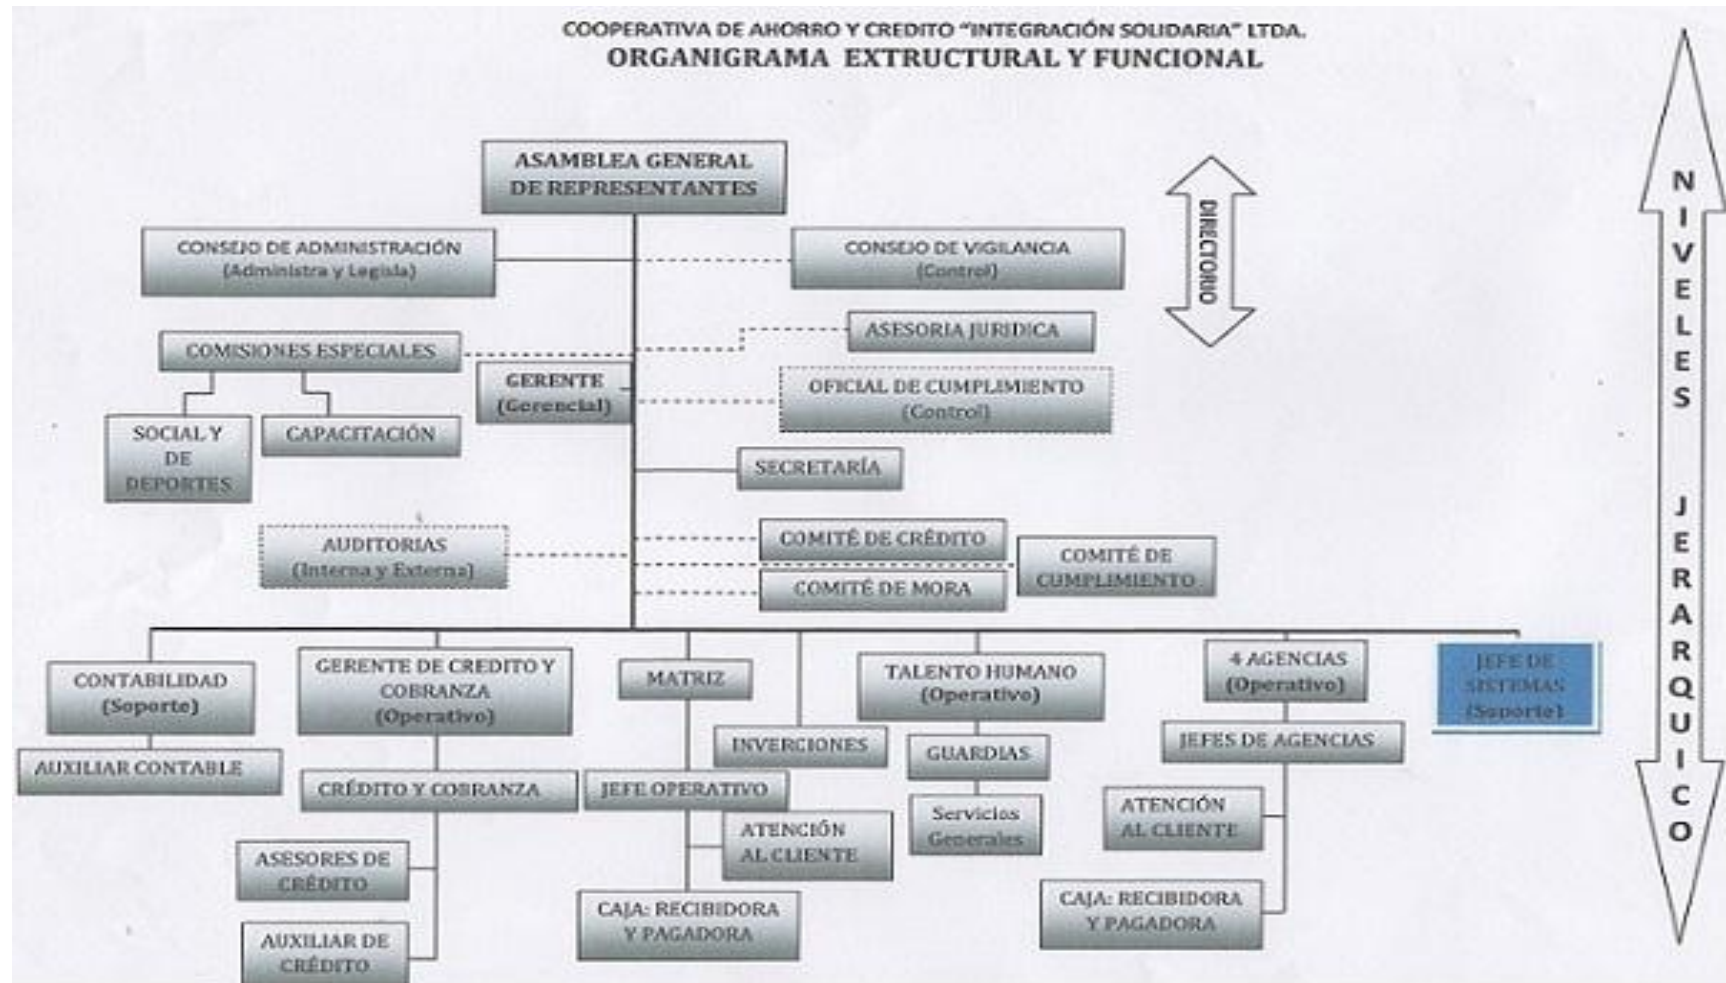 COOPERATIVA DE AHORRO Y CREDITO "INTEGRACIÓN SOLIDARIA" LTDA.
ORGANIGRAMA EXTRUCTURAL Y FUNCIONAL
ASAMBLEA GENERAL
DE REPRESENTANTES
CONSEJO DE ADMINISTRACIÓN
(Administra y Legisla)
CONSEJO DE VIGILANCIA
(Control)
DIRECTORIO
COMISIONES ESPECIALES
ASESORIA JURIDICA
GERENTE
(Gerencial)
OFICIAL DE CUMPLIMIENTO
(Control)
SOCIAL Y
DE
DEPORTES
CAPACITACIÓN
SECRETARÍA
AUDITORIAS
(Interna y Externa)
COMITÉ DE CRÉDITO
COMITÉ DE
CUMPLIMIENTO
COMITÉ DE MORA
CONTABILIDAD
(Soporte)
GERENTE DE CREDITO Y
COBRANZA
(Operativo)
MATRIZ
TALENTO HUMANO
(Operativo)
4 AGENCIAS
(Operativo)
JEFE DE
SISTEMAS
(Soporte)
AUXILIAR CONTABLE
CRÉDITO Y COBRANZA
JEFE OPERATIVO
INVERCIONES
GUARDIAS
JEFES DE AGENCIAS
ASESORES DE
CRÉDITO
ATENCIÓN
AL CLIENTE
Servicios
Generales
ATENCIÓN
AL CLIENTE
AUXILIAR DE
CRÉDITO
CAJA: RECIBIDORA
Y PAGADORA
CAJA: RECIBIDORA
Y PAGADORA
NIVELES JERARQUICO